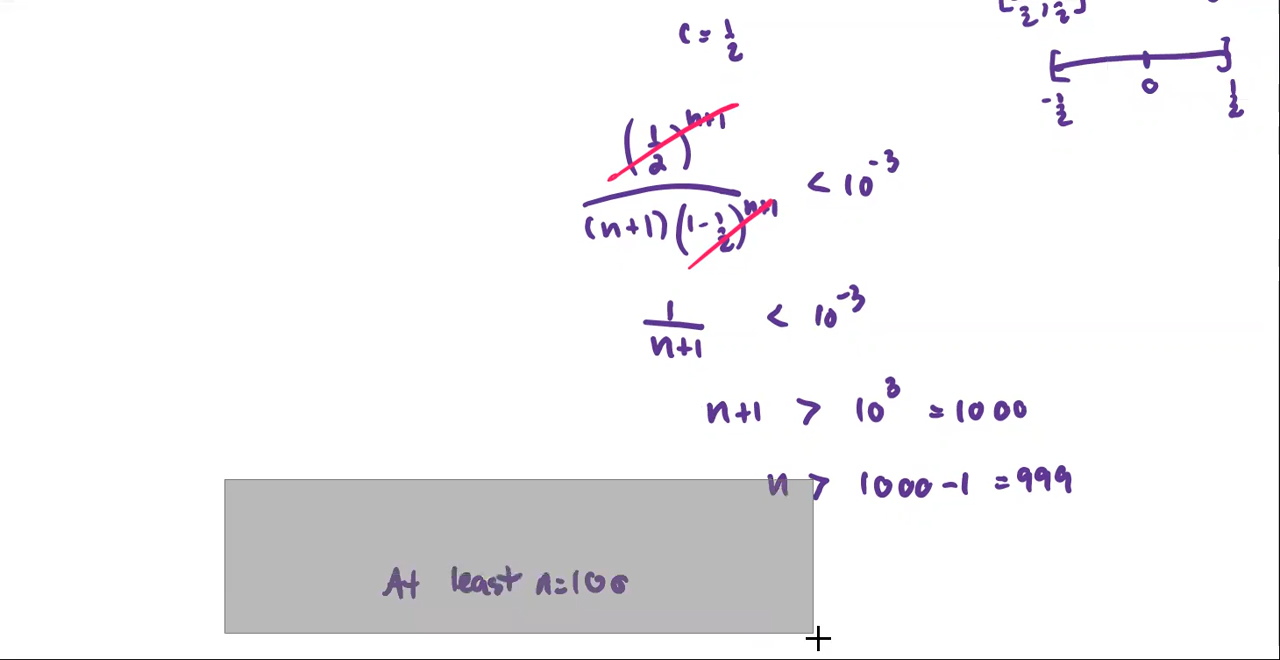 [1/2, 1/2]
c = 1/2
-1/2 0 1/2
(1/2)^(n+1) / (n+1)(1-1/2)^(n+1) < 10^-3
1/(n+1) < 10^-3
n+1 > 10^3 = 1000
n > 1000-1 = 999
At least n=100